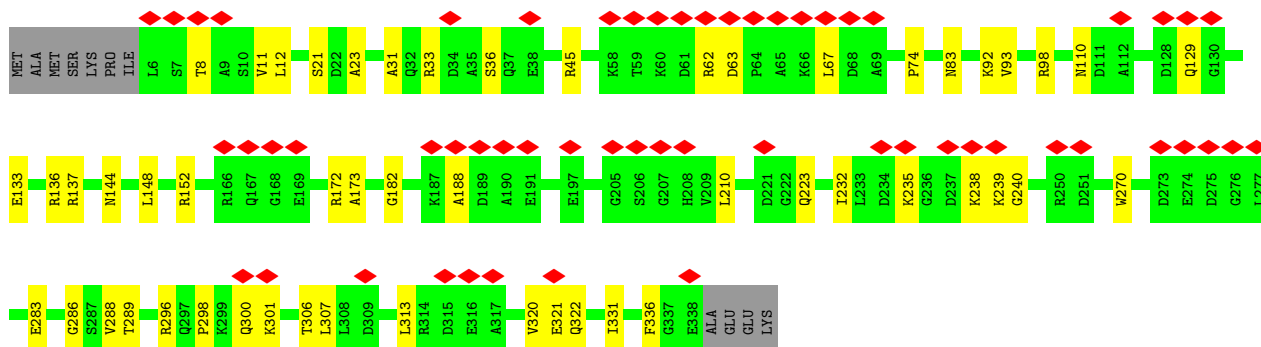 MET ALA MET SER LYS PRO ILE L6 S7 T8 A9 S10 V11 L12 S21 D22 A23 A31 Q32 R33 D34 A35 S36 Q37 E38 R45 K58 T59 K60 D61 R62 D63 P64 A65 K66 L67 D68 A69 P74 N83 K92 V93 R98 N110 D111 A112 D128 Q129 G130
E133 R136 R137 N144 L148 R152 R166 Q167 G168 E169 R172 A173 G182 K187 A188 D189 A190 E191 E197 G205 S206 G207 H208 V209 L210 D221 G222 Q223 I232 L233 D234 K235 G236 D237 K238 K239 G240 R250 D251 W270 D273 E274 D275 G276 L277
E283 G286 S287 V288 T289 R296 Q297 P298 K299 Q300 K301 T306 L307 L308 D309 L313 R314 D315 E316 A317 V320 E321 Q322 I331 F336 G337 E338 ALA GLU GLU LYS